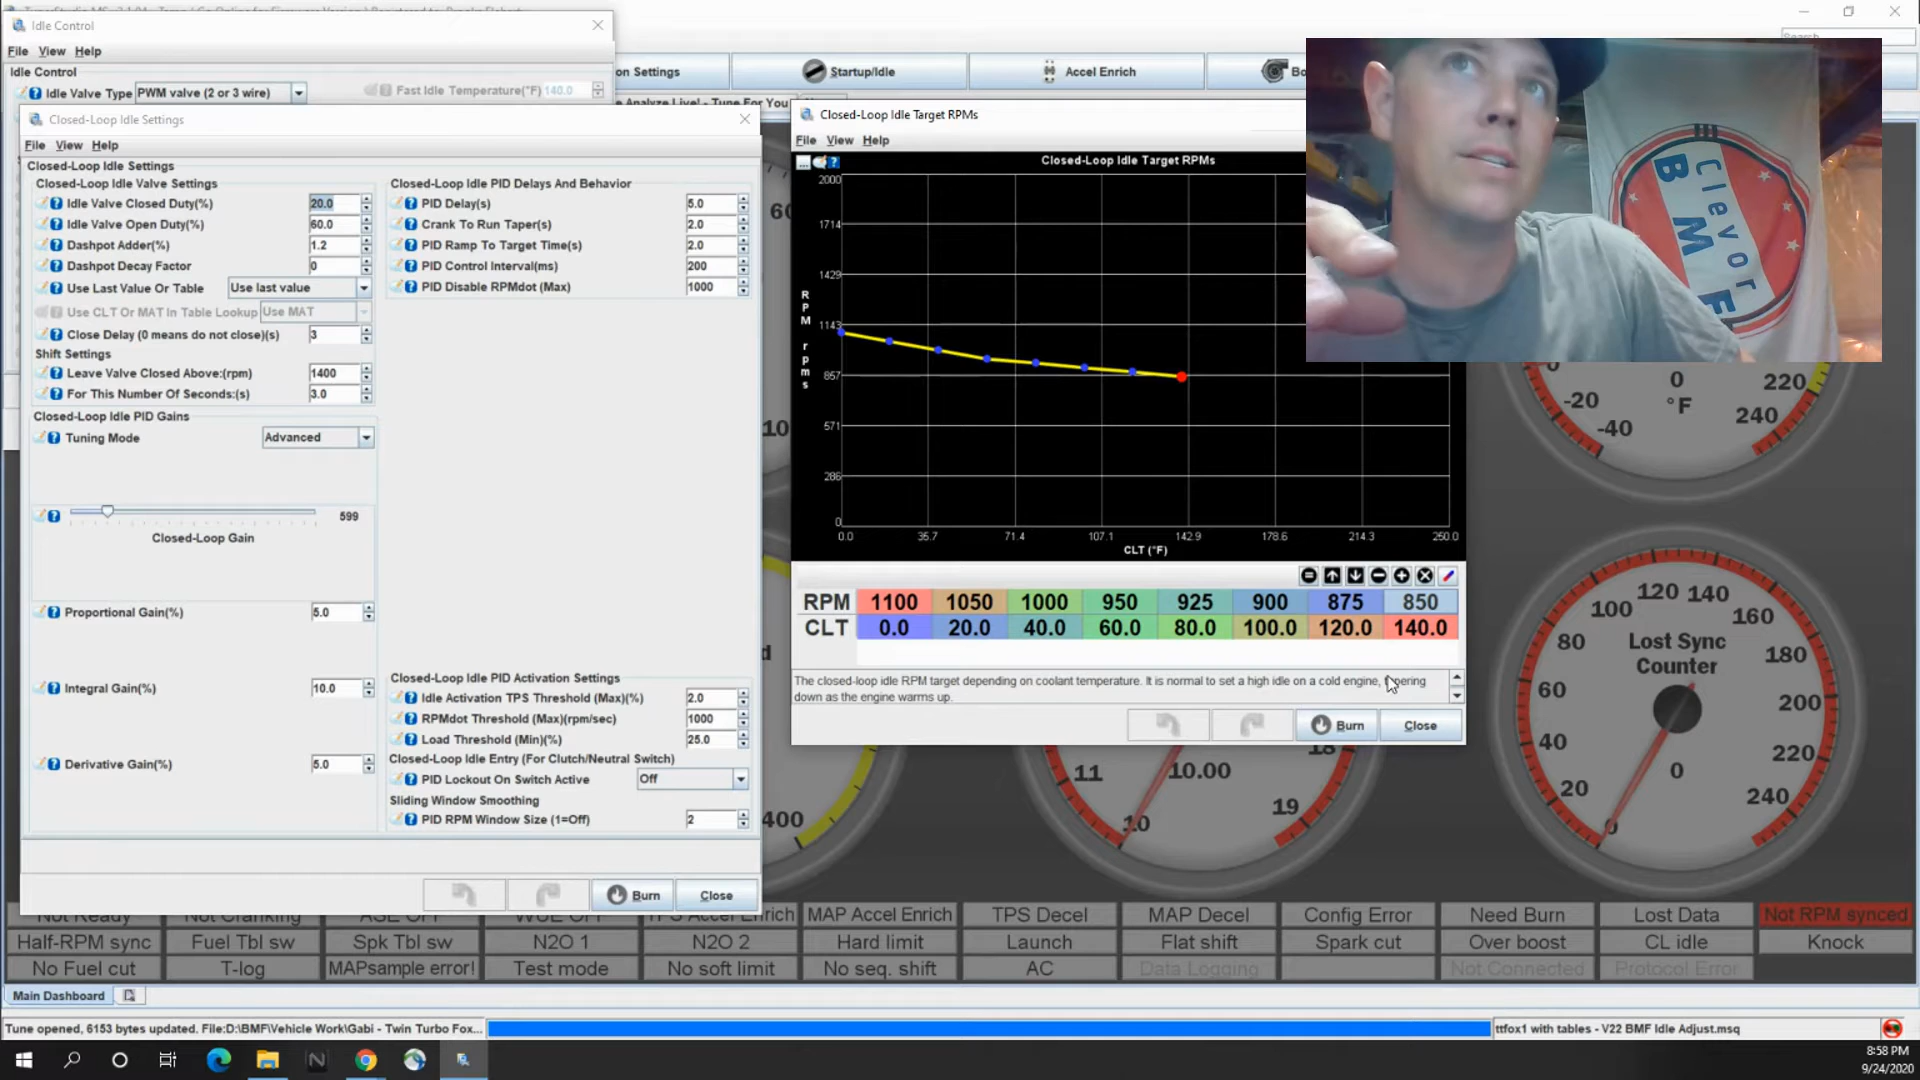 Idle Control
File View Help
Idle Control
Idle Valve Type PWM valve (2 or 3 wire)
Fast Idle Temperature(°F) 140.0
on Settings
Startup/Idle
Accel Enrich
Bo
e Analyze Live! - Tune For You
Closed-Loop Idle Settings
File View Help
Closed-Loop Idle Settings
Closed-Loop Idle Valve Settings
Idle Valve Closed Duty(%) 20.0
Idle Valve Open Duty(%) 60.0
Dashpot Adder(%) 1.2
Dashpot Decay Factor 0
Use Last Value Or Table Use last value
Use CLT Or MAT In Table Lookup Use MAT
Close Delay (0 means do not close)(s) 3
Shift Settings
Leave Valve Closed Above:(rpm) 1400
For This Number Of Seconds:(s) 3.0
Closed-Loop Idle PID Gains
Tuning Mode Advanced
599
Closed-Loop Gain
Proportional Gain(%) 5.0
Integral Gain(%) 10.0
Derivative Gain(%) 5.0
Closed-Loop Idle PID Delays And Behavior
PID Delay(s) 5.0
Crank To Run Taper(s) 2.0
PID Ramp To Target Time(s) 2.0
PID Control Interval(ms) 200
PID Disable RPMdot (Max) 1000
Closed-Loop Idle PID Activation Settings
Idle Activation TPS Threshold (Max)(%) 2.0
RPMdot Threshold (Max)(rpm/sec) 1000
Load Threshold (Min)(%) 25.0
Closed-Loop Idle Entry (For Clutch/Neutral Switch)
PID Lockout On Switch Active Off
Sliding Window Smoothing
PID RPM Window Size (1=Off) 2
Burn Close
Closed-Loop Idle Target RPMs
File View Help
Closed-Loop Idle Target RPMs
2000
1714
1429
1143
857
571
286
0
RPM rpms
0.0 35.7 71.4 107.1 142.9 178.6 214.3 250.0
CLT (°F)
RPM 1100 1050 1000 950 925 900 875 850
CLT 0.0 20.0 40.0 60.0 80.0 100.0 120.0 140.0
The closed-loop idle RPM target depending on coolant temperature. It is normal to set a high idle on a cold engine, tapering
down as the engine warms up.
Burn Close
Clevor
BMF
0
°F
-20
-40
220
240
Lost Sync
Counter
0
0 20 40 60 80 100 120 140 160 180 200 220 240
10.00
10 11 18 19
400
Not Ready Not Cranking ASE OFF WUE OFF TPS Accel Enrich MAP Accel Enrich TPS Decel MAP Decel Config Error Need Burn Lost Data Not RPM synced
Half-RPM sync Fuel Tbl sw Spk Tbl sw N2O 1 N2O 2 Hard limit Launch Flat shift Spark cut Over boost CL idle Knock
No Fuel cut T-log MAPsample error! Test mode No soft limit No seq. shift AC Data Logging Not Connected Protocol Error
Main Dashboard
Tune opened, 6153 bytes updated. File:D:\BMF\Vehicle Work\Gabi - Twin Turbo Fox...
ttfox1 with tables - V22 BMF Idle Adjust.msq
8:58 PM
9/24/2020